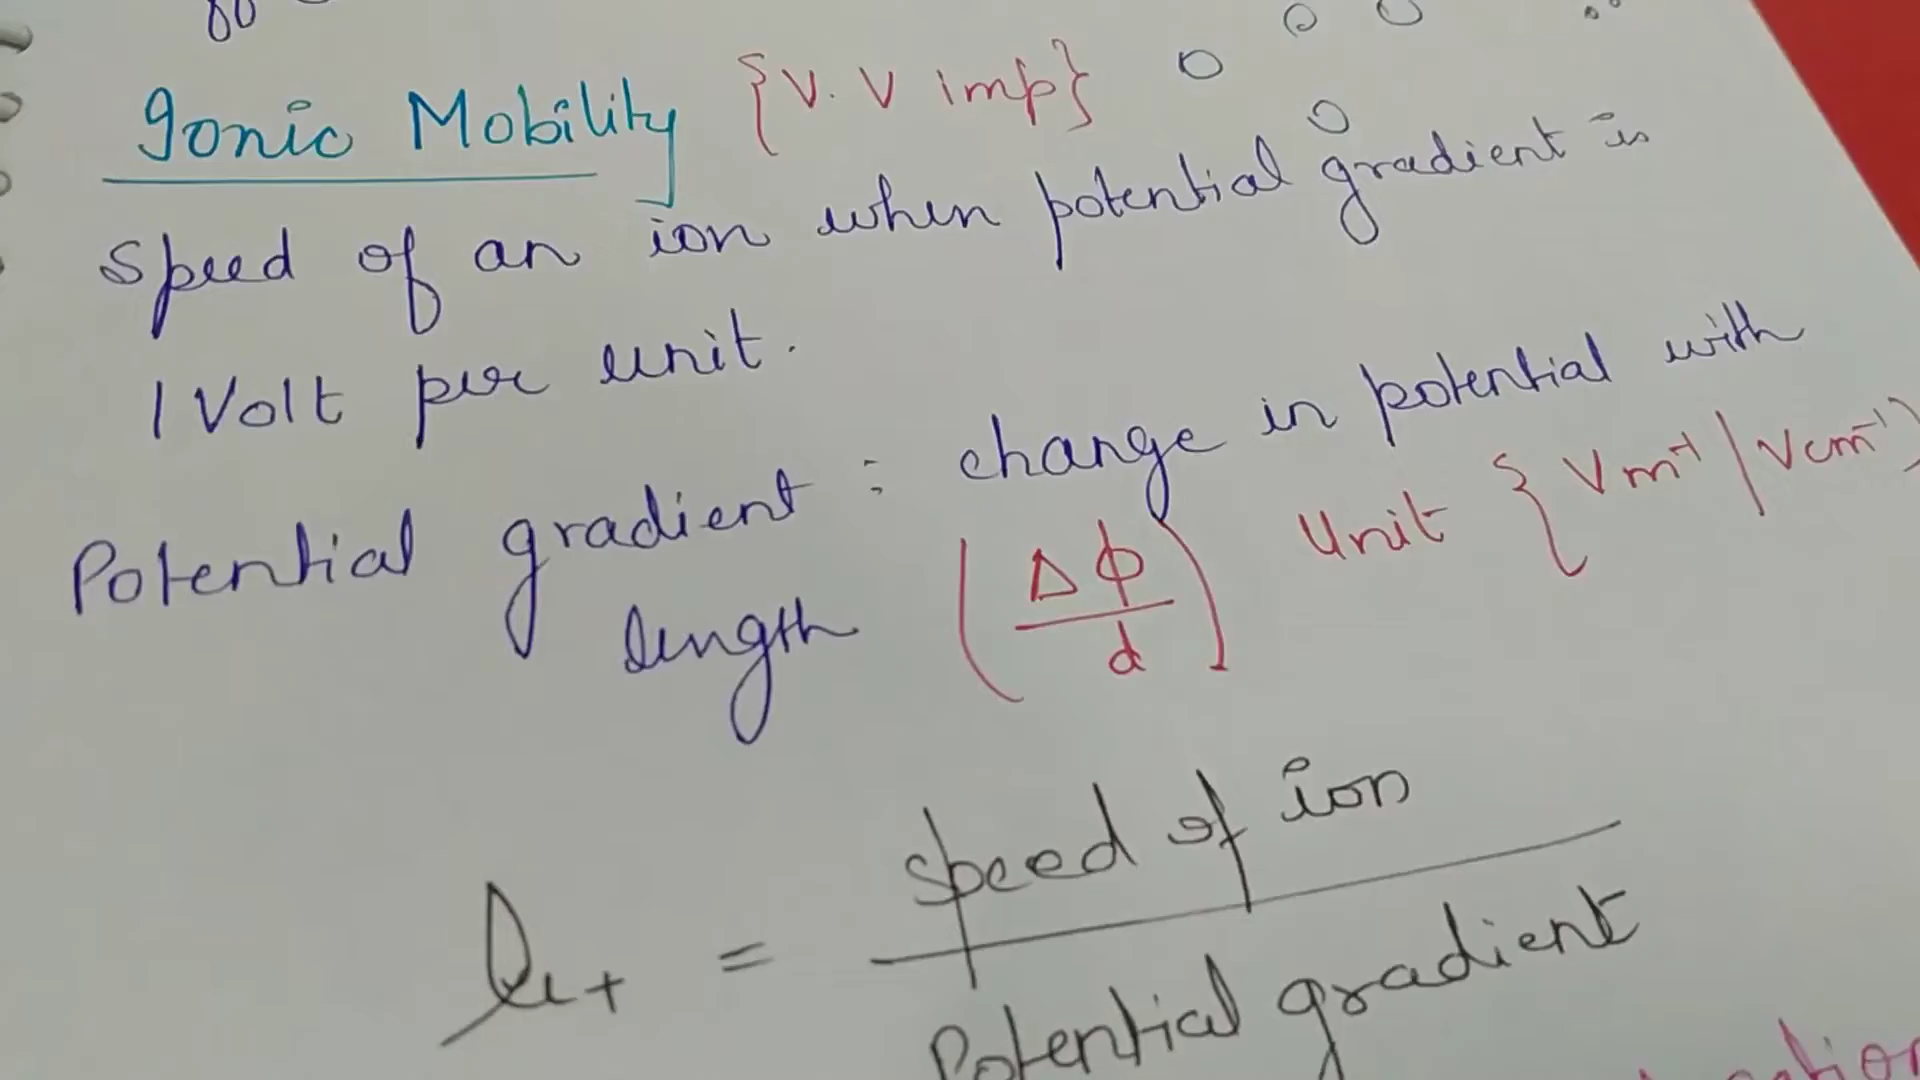 Ionic Mobility {V. V imp}
Speed of an ion when potential gradient is
1 Volt per unit.
Potential gradient : change in potential with
length (Δϕ/d) Unit {Vm⁻¹ / Vcm⁻¹}
μ+ = speed of ion
Potential gradient